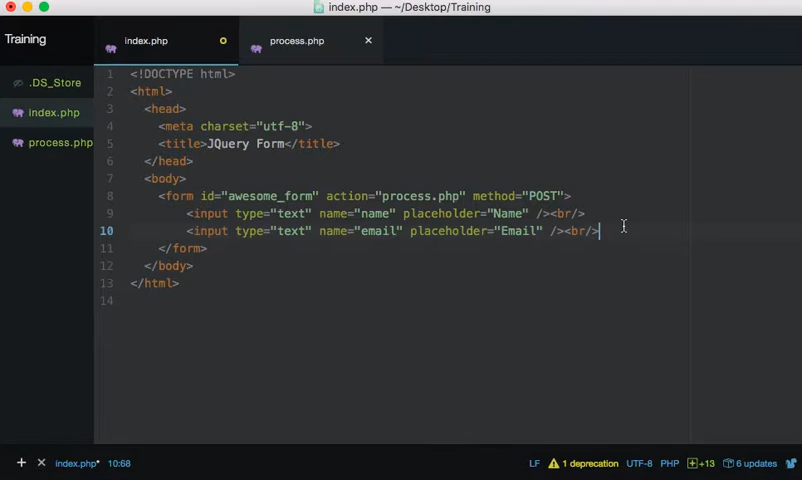 index.php — ~/Desktop/Training
Training
index.php
process.php
.DS_Store
index.php
process.php
1 <!DOCTYPE html>
2 <html>
3 <head>
4 <meta charset="utf-8">
5 <title>JQuery Form</title>
6 </head>
7 <body>
8 <form id="awesome_form" action="process.php" method="POST">
9 <input type="text" name="name" placeholder="Name" /><br/>
10 <input type="text" name="email" placeholder="Email" /><br/>
11 </form>
12 </body>
13 </html>
14
index.php* 10:68 LF 1 deprecation UTF-8 PHP +13 6 updates